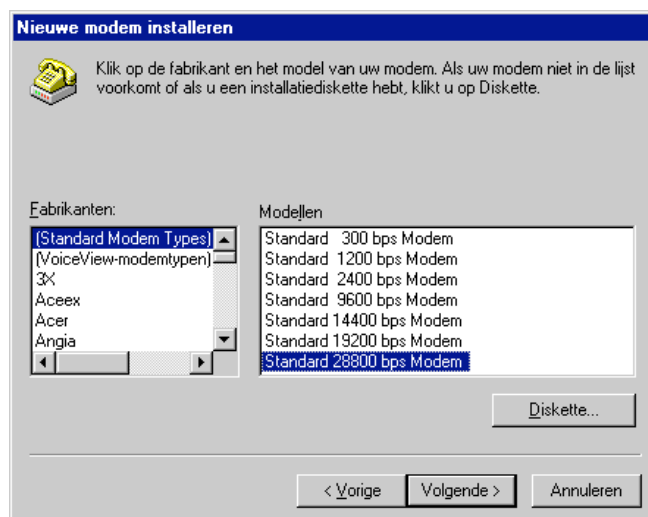 Nieuwe modem installeren
Klik op de fabrikant en het model van uw modem. Als uw modem niet in de lijst
voorkomt of als u een installatiediskette hebt, klikt u op Diskette.
Fabrikanten:
(Standard Modem Types)
(VoiceView-modemtypen)
3X
Aceex
Acer
Angia
Modellen
Standard 300 bps Modem
Standard 1200 bps Modem
Standard 2400 bps Modem
Standard 9600 bps Modem
Standard 14400 bps Modem
Standard 19200 bps Modem
Standard 28800 bps Modem
Diskette...
< Vorige
Volgende >
Annuleren